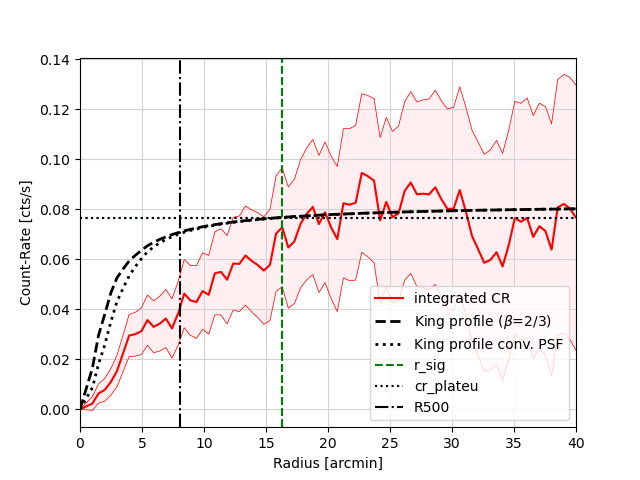 0.14
0.12
0.10
0.08
0.06
0.04
0.02
0.00
Count-Rate [cts/s]
integrated CR
King profile (β=2/3)
King profile conv. PSF
r_sig
cr_plateu
R500
0 5 10 15 20 25 30 35 40
Radius [arcmin]